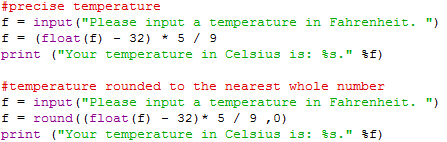 #precise temperature
f = input("Please input a temperature in Fahrenheit. ")
f = (float(f) - 32) * 5 / 9
print ("Your temperature in Celsius is: %s." %f)
#temperature rounded to the nearest whole number
f = input("Please input a temperature in Fahrenheit. ")
f = round((float(f) - 32)* 5 / 9 ,0)
print ("Your temperature in Celsius is: %s." %f)